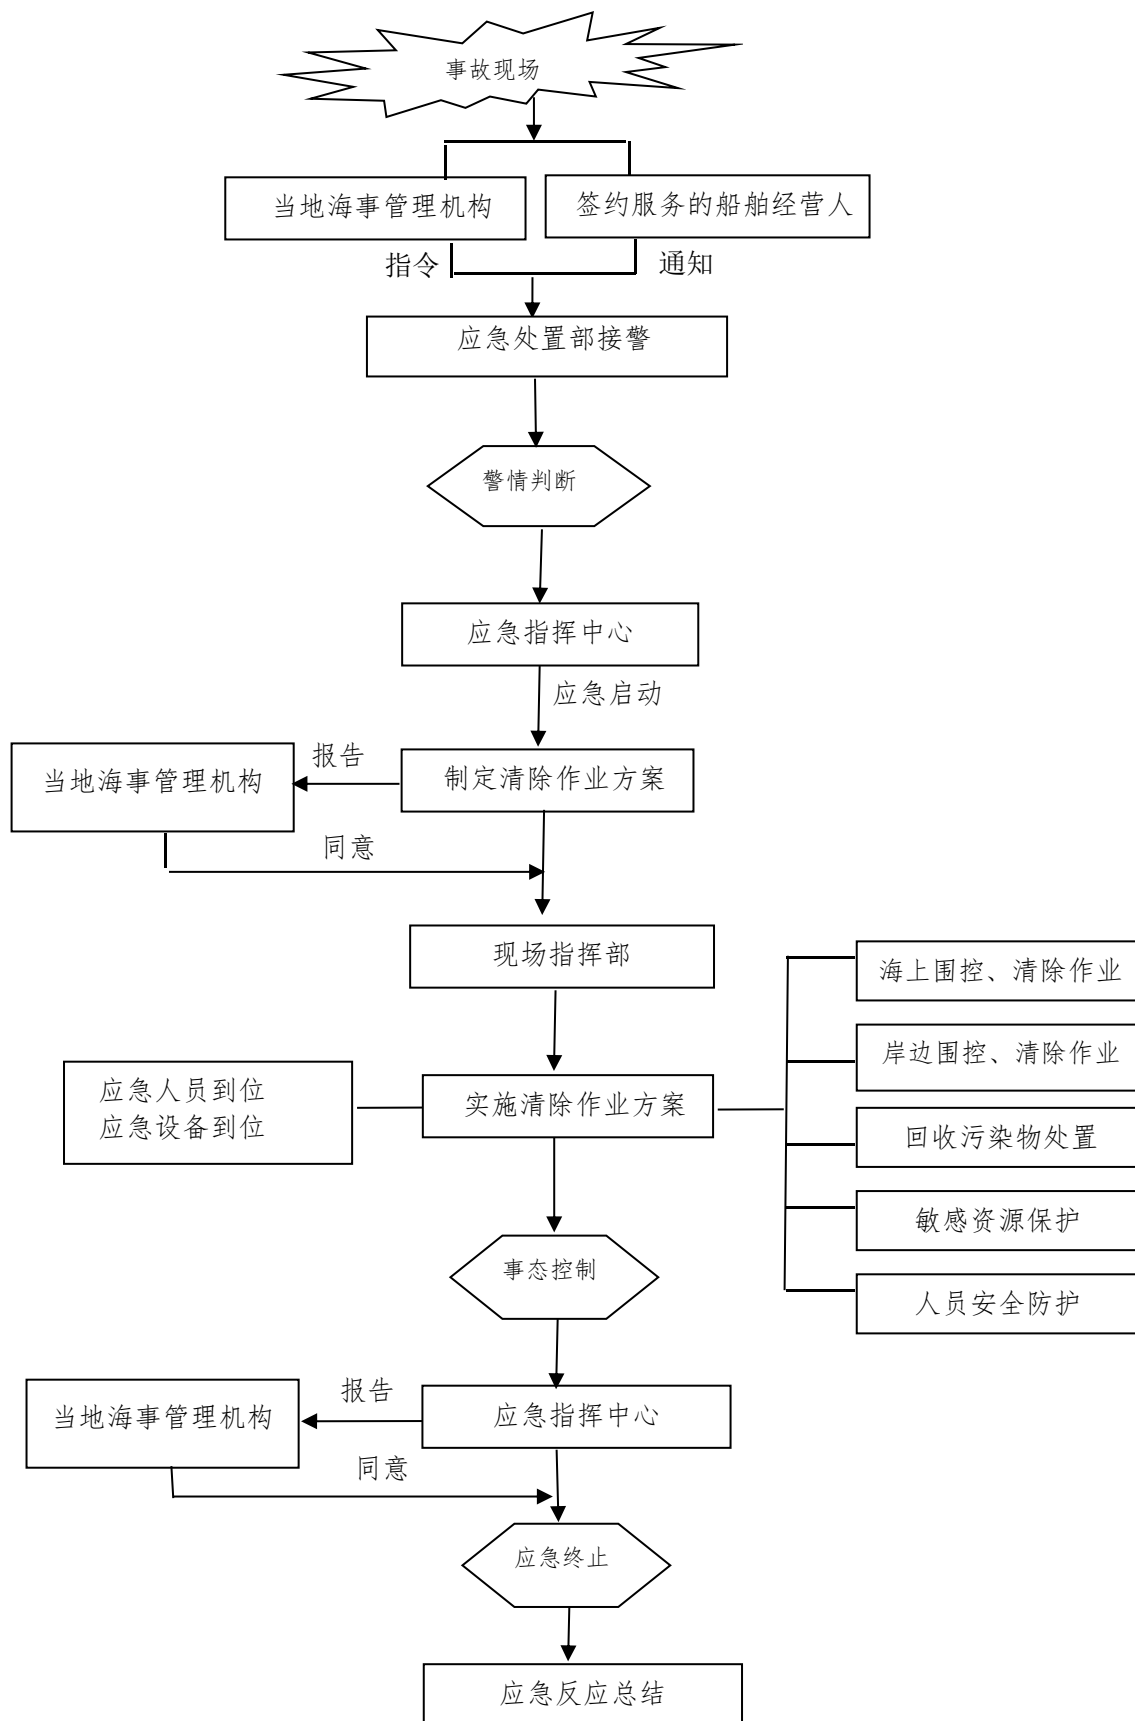 事故现场
当地海事管理机构
签约服务的船舶经营人
指令
通知
应急处置部接警
警情判断
应急指挥中心
应急启动
当地海事管理机构
报告
制定清除作业方案
同意
现场指挥部
海上围控、清除作业
岸边围控、清除作业
应急人员到位
应急设备到位
实施清除作业方案
回收污染物处置
敏感资源保护
事态控制
人员安全防护
当地海事管理机构
报告
应急指挥中心
同意
应急终止
应急反应总结